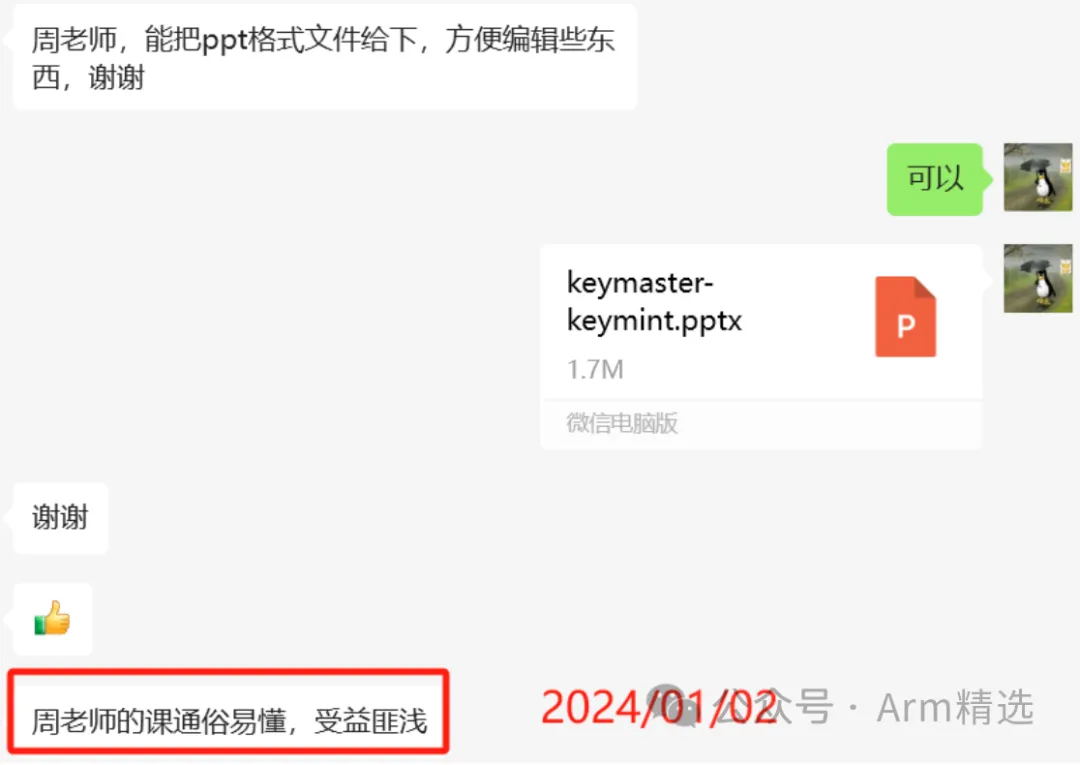 周老师，能把ppt格式文件给下，方便编辑些东
西，谢谢
可以
keymaster-
keymint.pptx
P
1.7M
微信电脑版
谢谢
周老师的课通俗易懂，受益匪浅
2024/01/02
公众号 · Arm精选